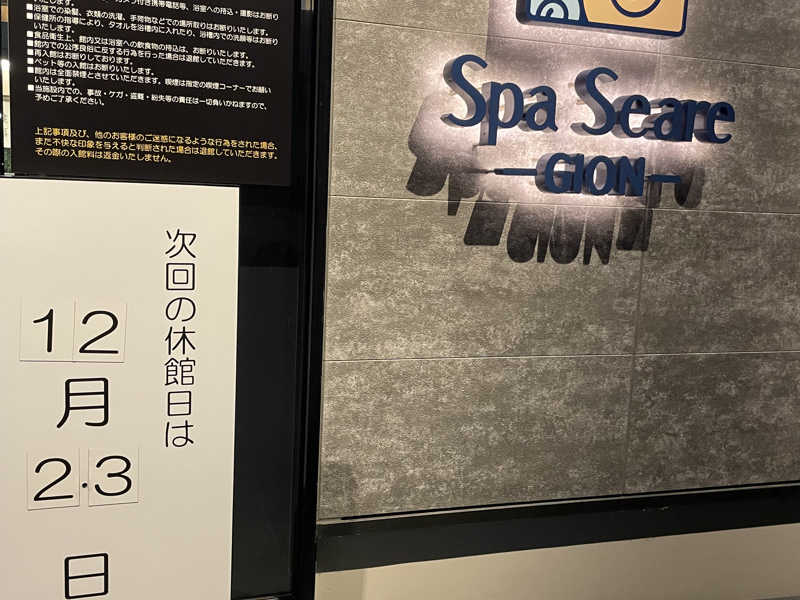 いたします。
■浴室での染髪、衣類の洗濯、手荷物などでの場所取りはお断りいたします。
■保健所の指導により、タオルを浴槽内に入れたり、浴槽内での洗顔等はお断り
いたします。
■食品衛生上、館内又は浴室への飲食物の持込は、お断りいたします。
■館内での公序良俗に反する行為を行った場合は退館していただきます。
■再入館はお断りしております。
■ペット等の入館はお断りいたします。
■館内は全面禁煙とさせていただきます。喫煙は指定の喫煙コーナーでお願い
いたします。
■当施設内での、事故・ケガ・盗難・紛失等の責任は一切負いかねますので、
予めご了承ください。
上記事項及び、他のお客様のご迷惑になるような行為をされた場合、
また不快な印象を与えると判断された場合は退館していただきます。
その際の入館料は返金いたしません。
次回の休館日は
12
月
2・3
日
Spa Seare
GION